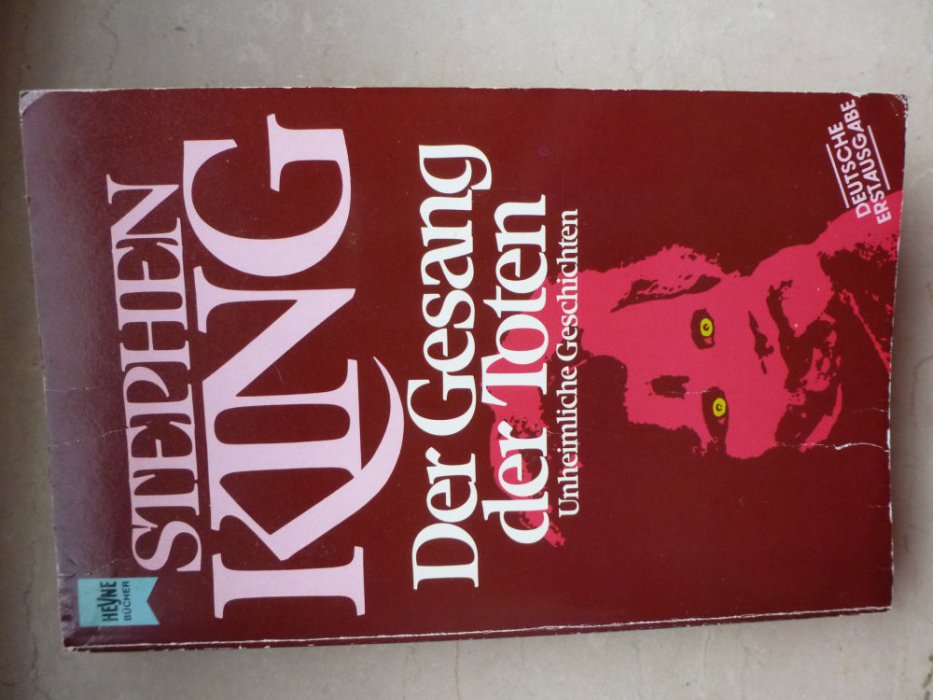 HEYNE
BÜCHER
STEPHEN
KING
Der Gesang
der Toten
Unheimliche Geschichten
DEUTSCHE
ERSTAUSGABE